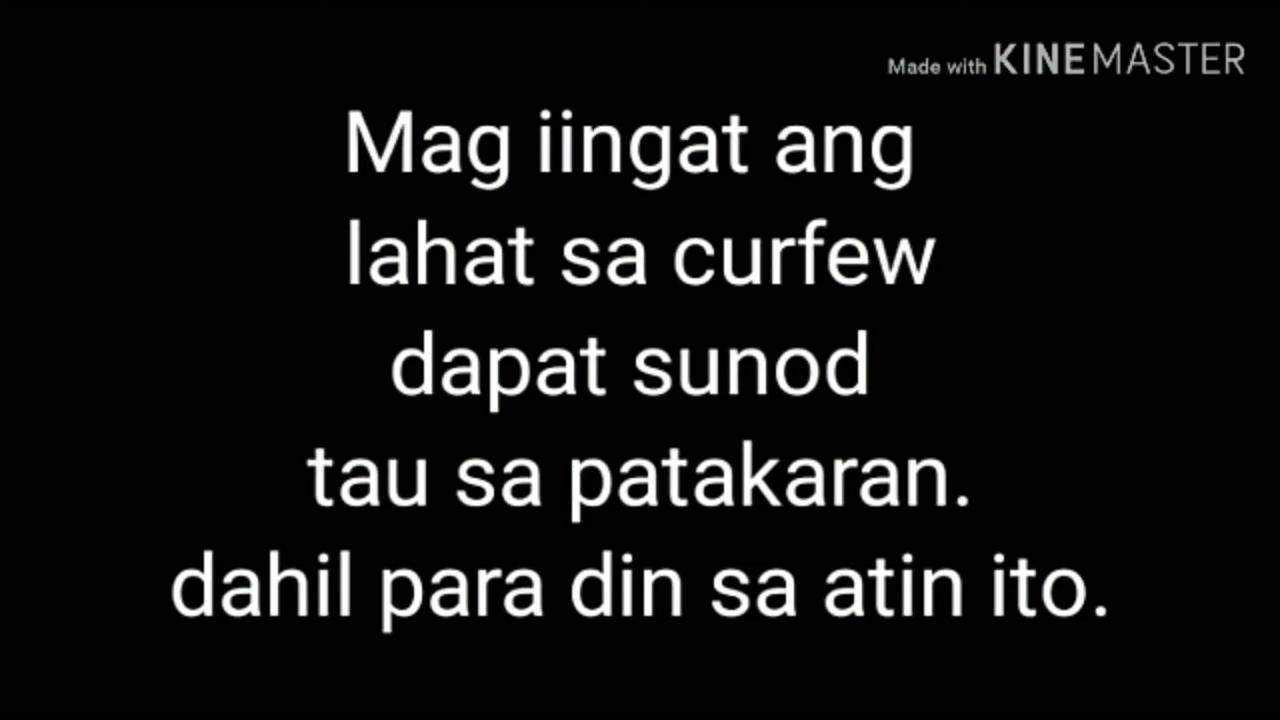 Made with KINEMASTER
Mag iingat ang
lahat sa curfew
dapat sunod
tau sa patakaran.
dahil para din sa atin ito.